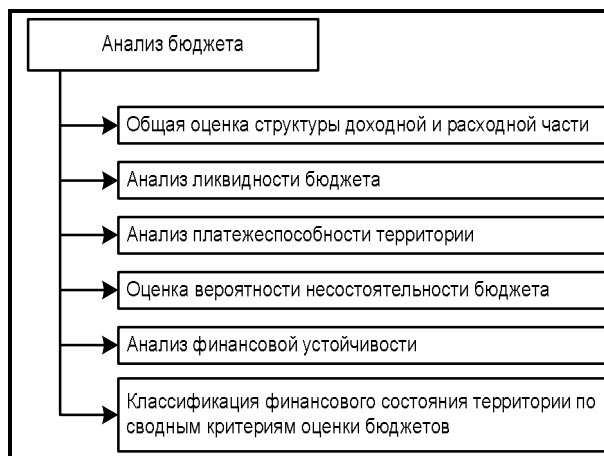 Анализ бюджета
Общая оценка структуры доходной и расходной части
Анализ ликвидности бюджета
Анализ платежеспособности территории
Оценка вероятности несостоятельности бюджета
Анализ финансовой устойчивости
Классификация финансового состояния территории по
сводным критериям оценки бюджетов